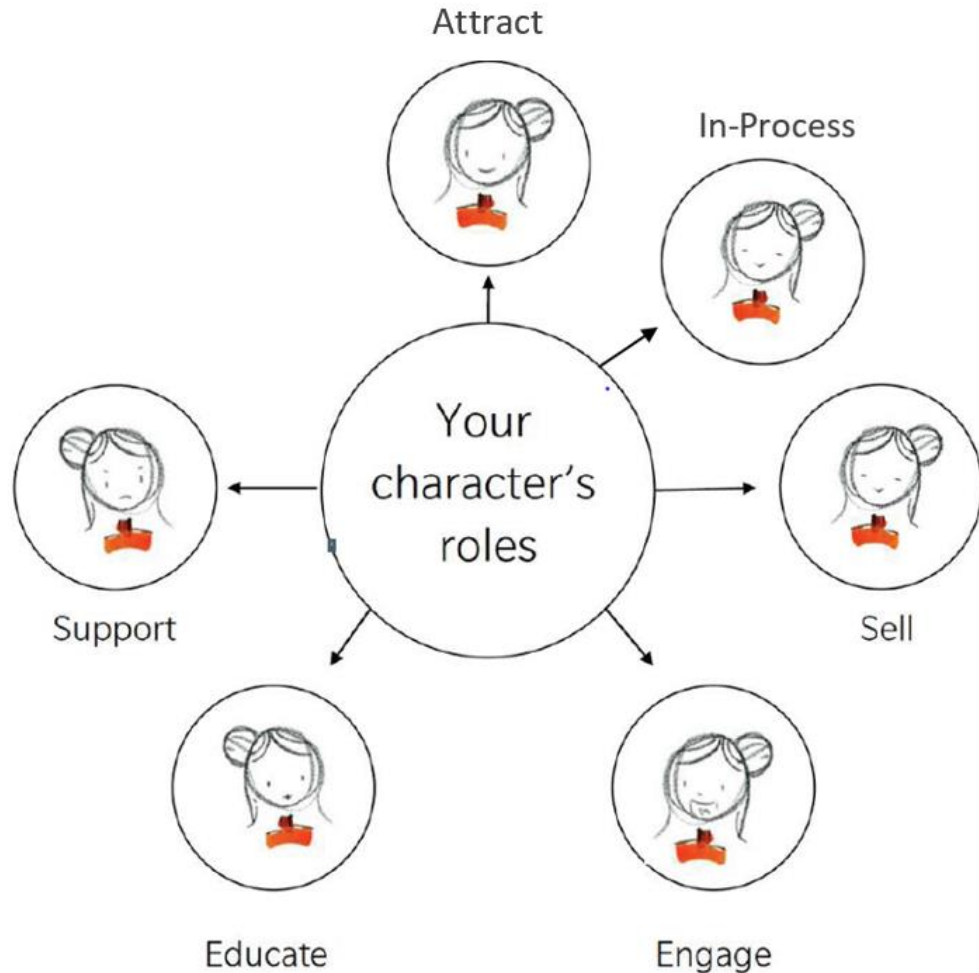 Attract
In-Process
Your
character's
roles
Support
Sell
Educate
Engage